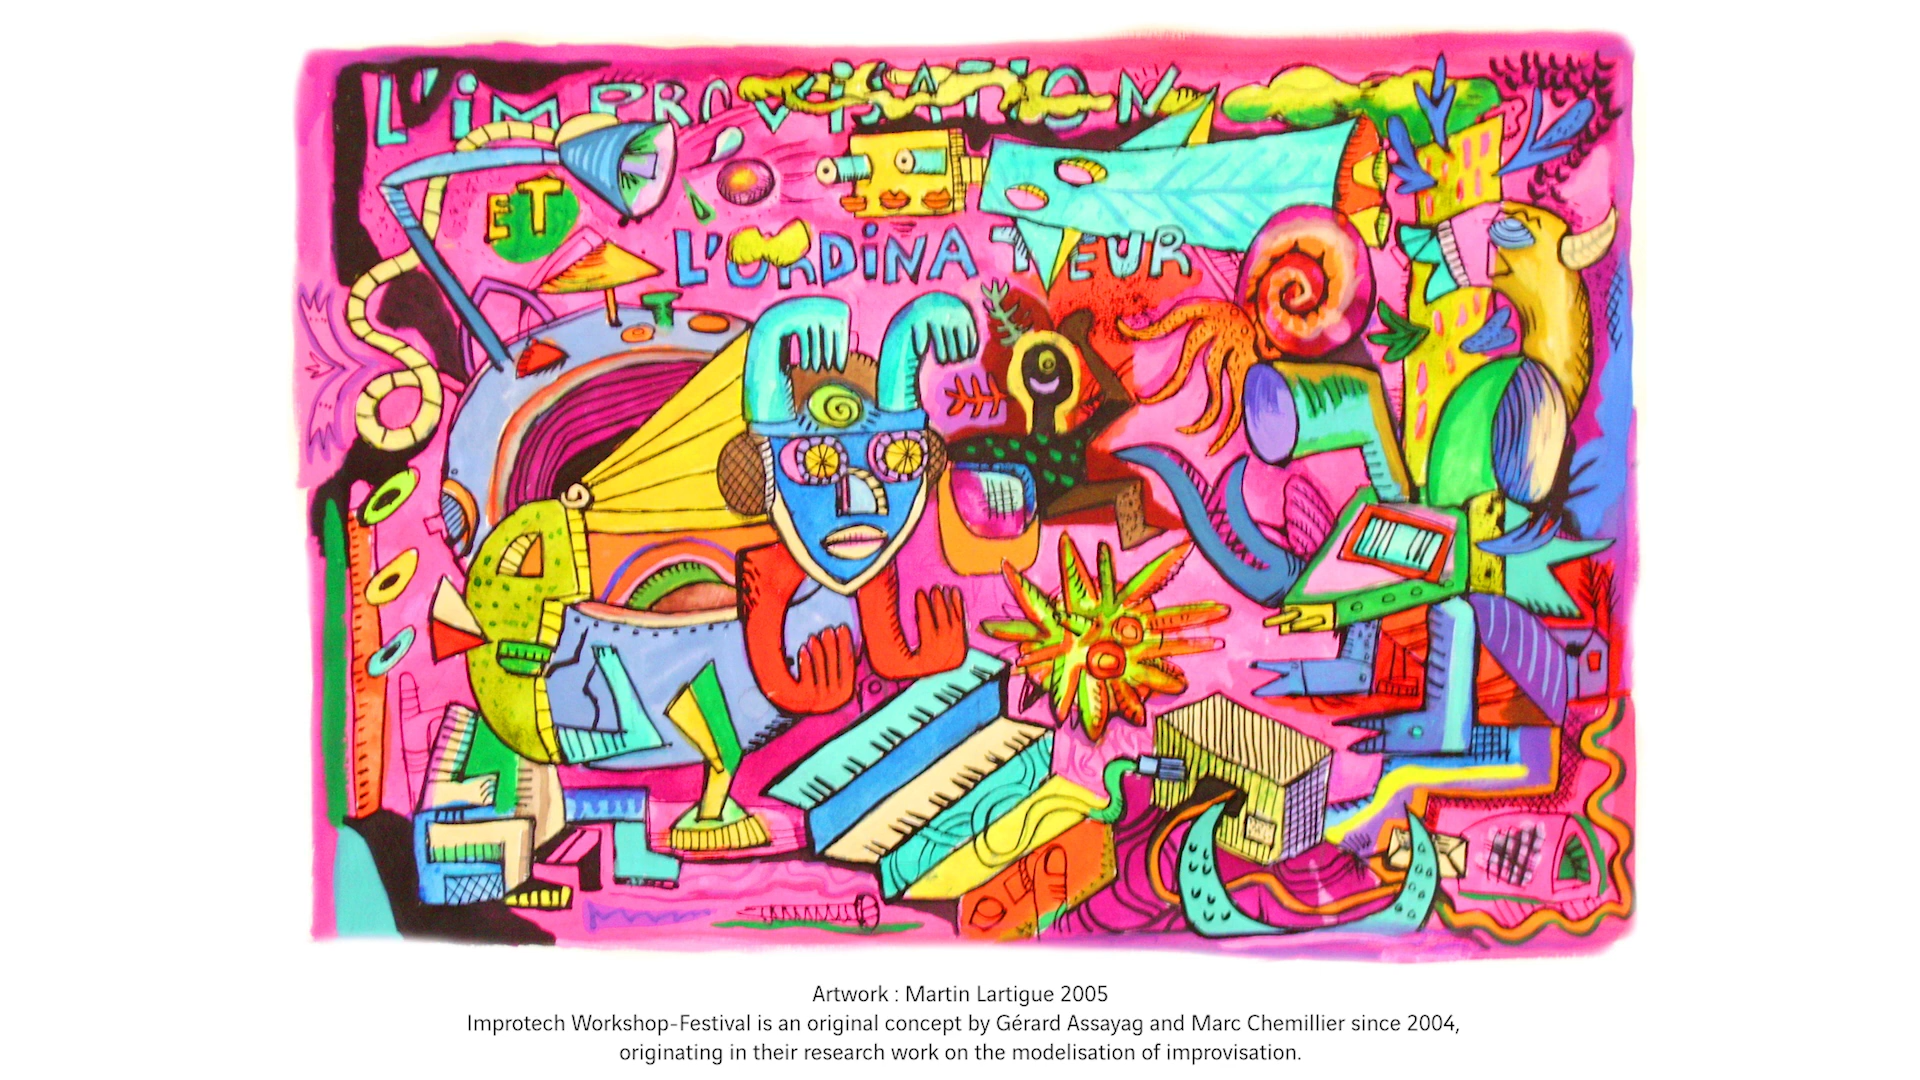 L'iMPROViSATiON
ET
L'ORDiNATEUR
Artwork : Martin Lartigue 2005
Improtech Workshop-Festival is an original concept by Gérard Assayag and Marc Chemillier since 2004,
originating in their research work on the modelisation of improvisation.